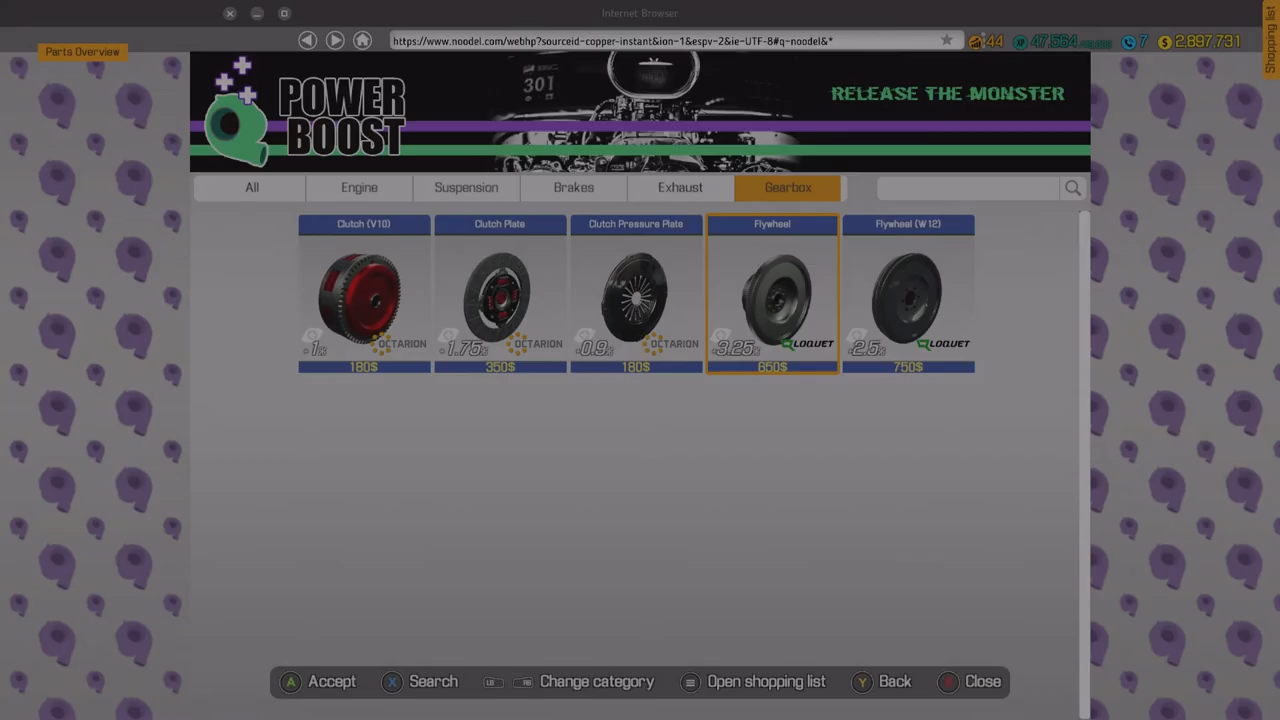 Internet Browser
https://www.noodel.com/webhp?sourceid-copper-instant&ion-1&espv-2&ie-UTF-8#q-noodel&*
44
7
2,897,731
Shopping list
Parts Overview
POWER BOOST
301
RELEASE THE MONSTER
All
Engine
Suspension
Brakes
Exhaust
Gearbox
Clutch (V10)
Clutch Plate
Clutch Pressure Plate
Flywheel
Flywheel (W12)
+1%
OCTARION
+1.75%
OCTARION
+0.9%
OCTARION
+3.25%
LOQUET
+2.5%
LOQUET
180$
350$
180$
650$
750$
A Accept
X Search
LB RB Change category
Open shopping list
Y Back
Close